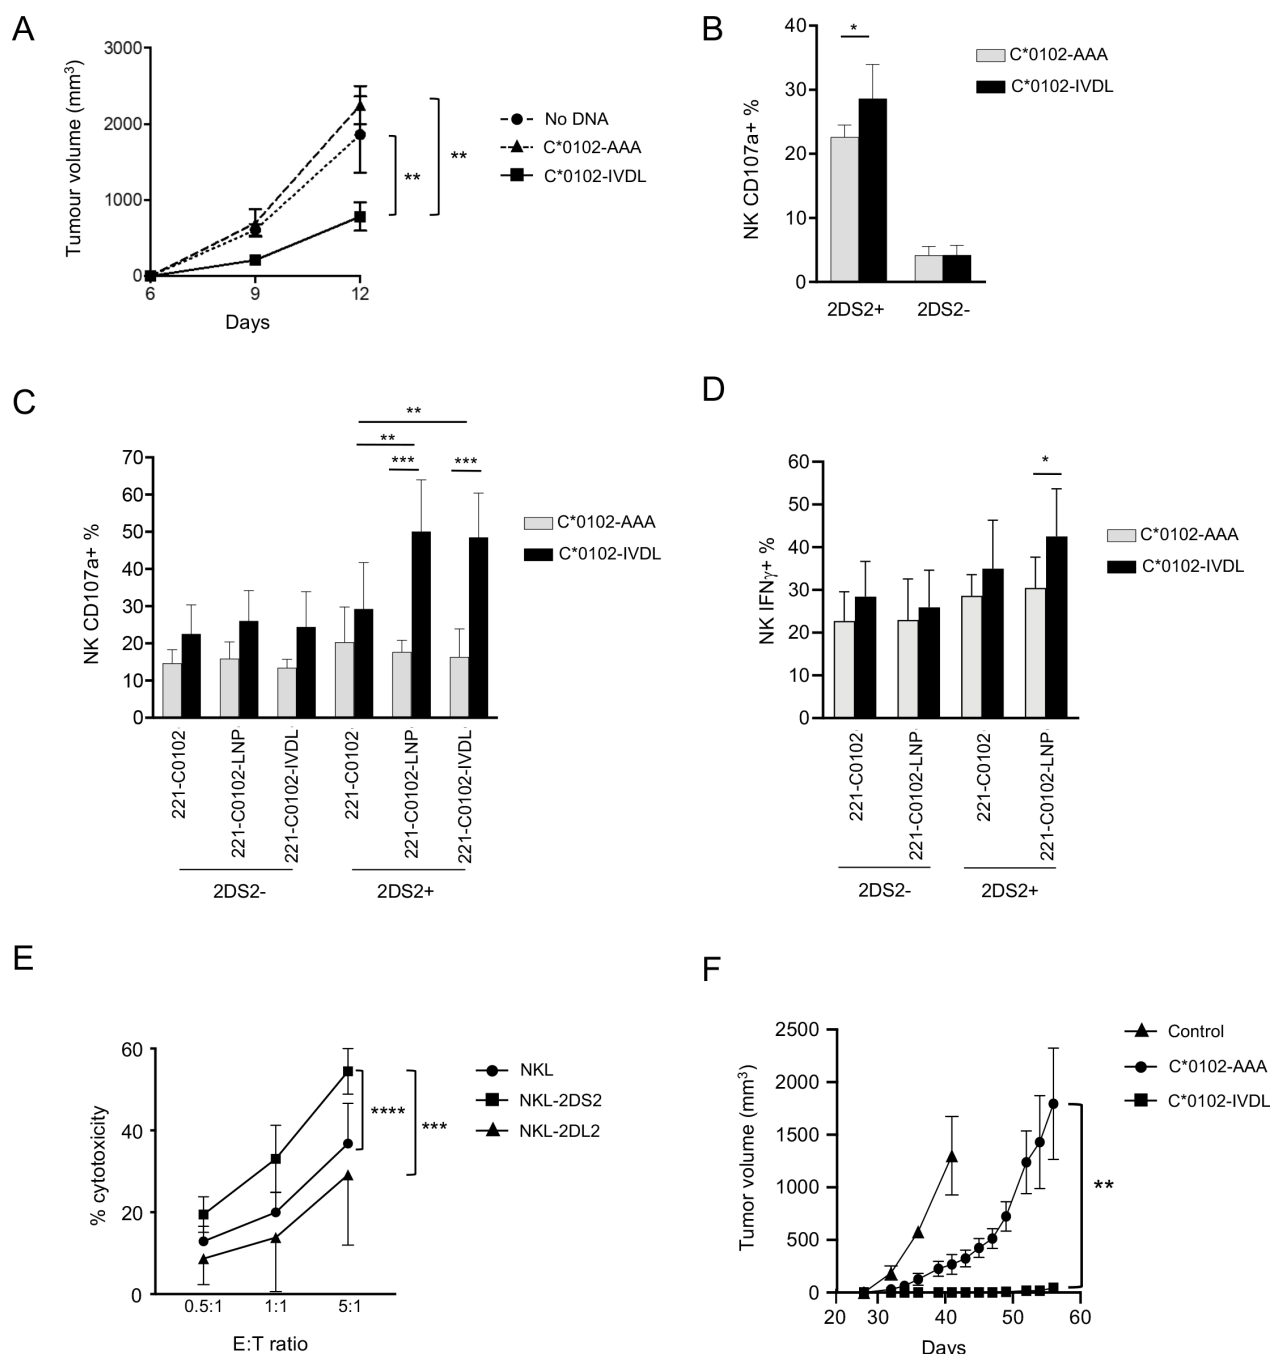 A
3000
2000
1000
0
6
9
12
Tumour volume (mm³)
Days
**
**
No DNA
C*0102-AAA
C*0102-IVDL
B
40
30
20
10
0
NK CD107a+ %
*
2DS2+
2DS2-
C*0102-AAA
C*0102-IVDL
C
70
60
50
40
30
20
10
0
NK CD107a+ %
**
**
***
***
C*0102-AAA
C*0102-IVDL
221-C0102
221-C0102-LNP
221-C0102-IVDL
221-C0102
221-C0102-LNP
221-C0102-IVDL
2DS2-
2DS2+
D
60
50
40
30
20
10
0
NK IFNγ+ %
*
C*0102-AAA
C*0102-IVDL
221-C0102
221-C0102-LNP
221-C0102
221-C0102-LNP
2DS2-
2DS2+
E
60
40
20
0
% cytotoxicity
0.5:1
1:1
5:1
E:T ratio
****
***
NKL
NKL-2DS2
NKL-2DL2
F
2500
2000
1500
1000
500
0
Tumor volume (mm³)
20
30
40
50
60
Days
**
Control
C*0102-AAA
C*0102-IVDL